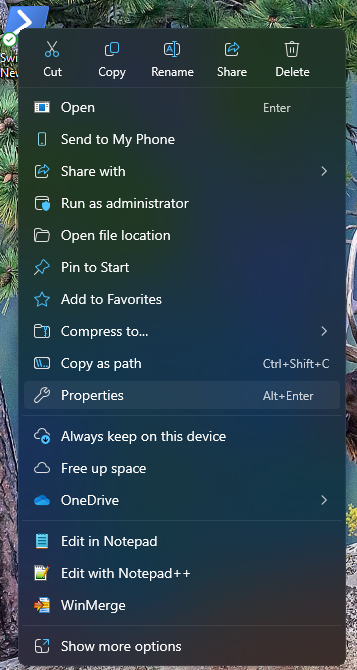 Cut Copy Rename Share Delete
Open Enter
Send to My Phone
Share with
Run as administrator
Open file location
Pin to Start
Add to Favorites
Compress to...
Copy as path Ctrl+Shift+C
Properties Alt+Enter
Always keep on this device
Free up space
OneDrive
Edit in Notepad
Edit with Notepad++
WinMerge
Show more options